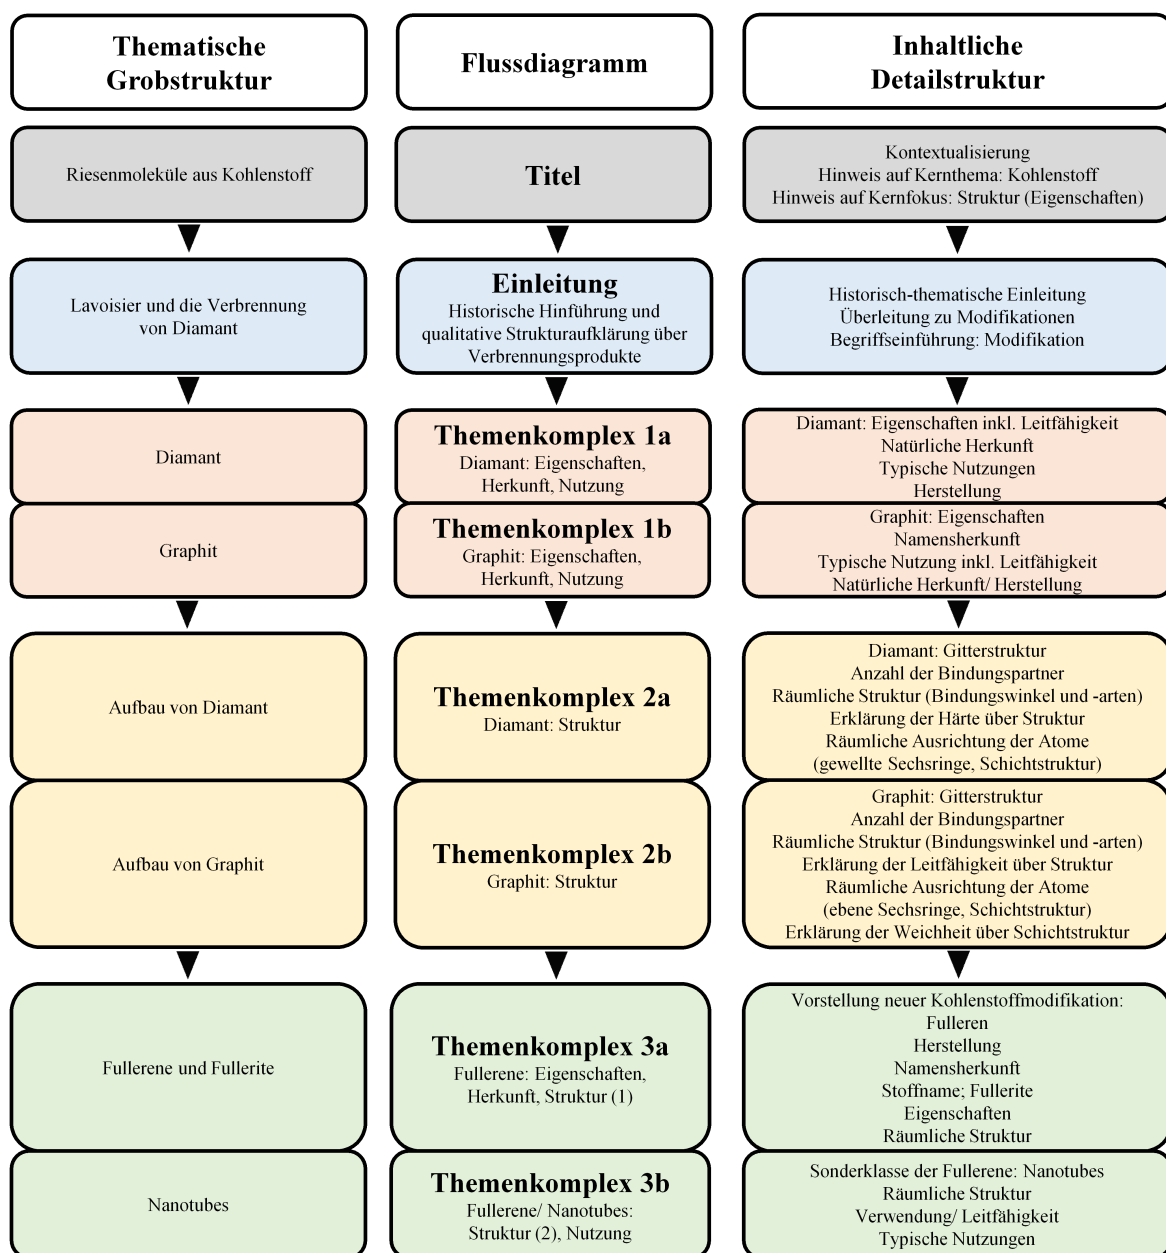 Thematische
Grobstruktur
Flussdiagramm
Inhaltliche
Detailstruktur
Riesenmoleküle aus Kohlenstoff
Titel
Kontextualisierung
Hinweis auf Kernthema: Kohlenstoff
Hinweis auf Kernfokus: Struktur (Eigenschaften)
Lavoisier und die Verbrennung
von Diamant
Einleitung
Historische Hinführung und
qualitative Strukturaufklärung über
Verbrennungsprodukte
Historisch-thematische Einleitung
Überleitung zu Modifikationen
Begriffseinführung: Modifikation
Diamant
Themenkomplex 1a
Diamant: Eigenschaften,
Herkunft, Nutzung
Diamant: Eigenschaften inkl. Leitfähigkeit
Natürliche Herkunft
Typische Nutzungen
Herstellung
Graphit
Themenkomplex 1b
Graphit: Eigenschaften,
Herkunft, Nutzung
Graphit: Eigenschaften
Namensherkunft
Typische Nutzung inkl. Leitfähigkeit
Natürliche Herkunft/ Herstellung
Aufbau von Diamant
Themenkomplex 2a
Diamant: Struktur
Diamant: Gitterstruktur
Anzahl der Bindungspartner
Räumliche Struktur (Bindungswinkel und -arten)
Erklärung der Härte über Struktur
Räumliche Ausrichtung der Atome
(gewellte Sechsringe, Schichtstruktur)
Aufbau von Graphit
Themenkomplex 2b
Graphit: Struktur
Graphit: Gitterstruktur
Anzahl der Bindungspartner
Räumliche Struktur (Bindungswinkel und -arten)
Erklärung der Leitfähigkeit über Struktur
Räumliche Ausrichtung der Atome
(ebene Sechsringe, Schichtstruktur)
Erklärung der Weichheit über Schichtstruktur
Fullerene und Fullerite
Themenkomplex 3a
Fullerene: Eigenschaften,
Herkunft, Struktur (1)
Vorstellung neuer Kohlenstoffmodifikation:
Fulleren
Herstellung
Namensherkunft
Stoffname; Fullerite
Eigenschaften
Räumliche Struktur
Nanotubes
Themenkomplex 3b
Fullerene/ Nanotubes:
Struktur (2), Nutzung
Sonderklasse der Fullerene: Nanotubes
Räumliche Struktur
Verwendung/ Leitfähigkeit
Typische Nutzungen